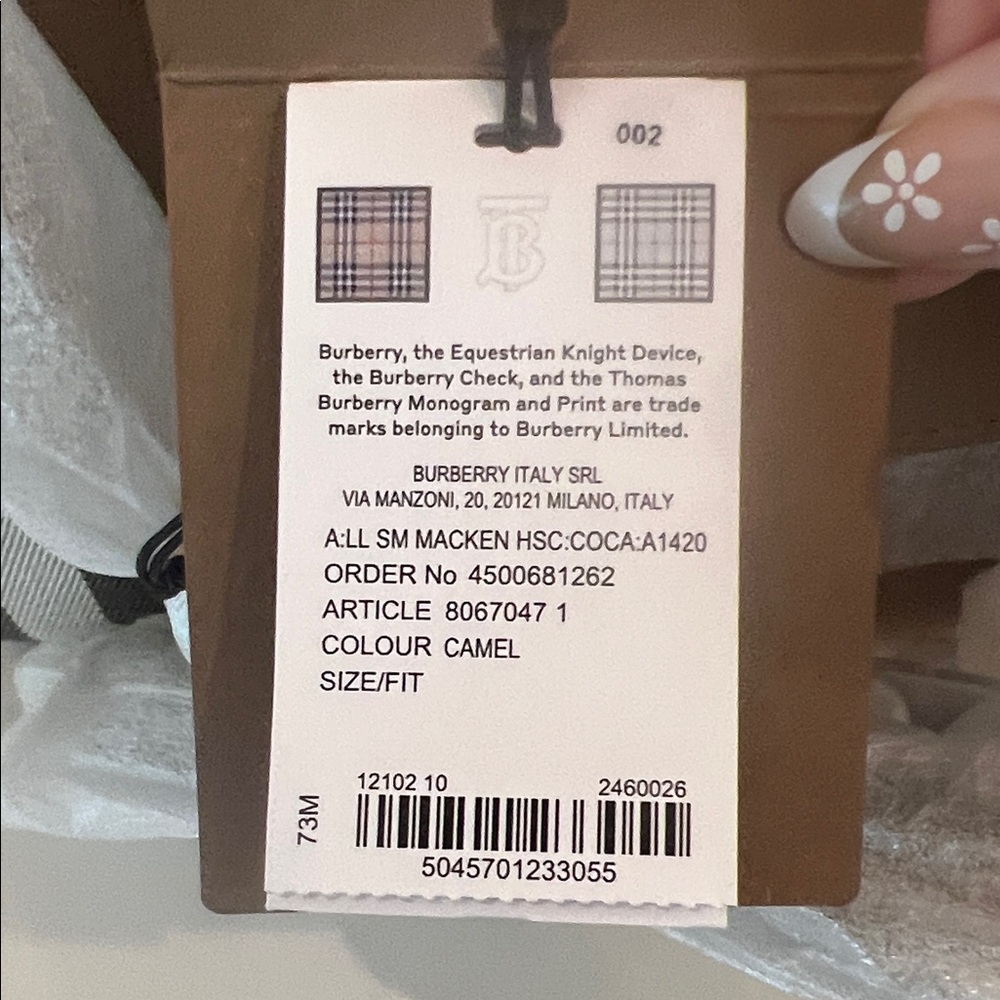 002
TB
Burberry, the Equestrian Knight Device,
the Burberry Check, and the Thomas
Burberry Monogram and Print are trade
marks belonging to Burberry Limited.
BURBERRY ITALY SRL
VIA MANZONI, 20, 20121 MILANO, ITALY
A:LL SM MACKEN HSC:COCA:A1420
ORDER No 4500681262
ARTICLE 8067047 1
COLOUR CAMEL
SIZE/FIT
12102 10 2460026
73M
5045701233055